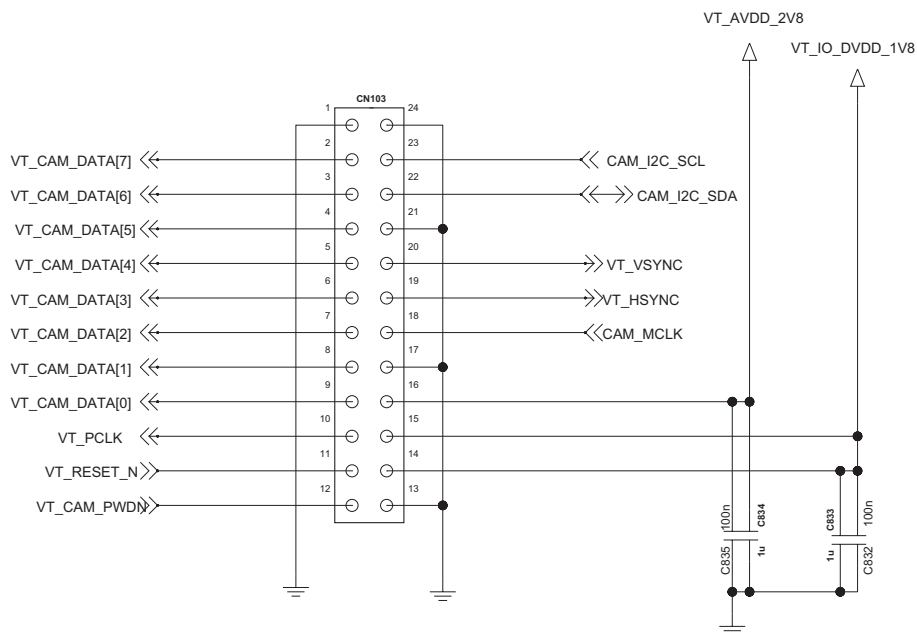 VT_AVDD_2V8
VT_IO_DVDD_1V8
CN103
1 24
2 23
VT_CAM_DATA[7] CAM_I2C_SCL
3 22
VT_CAM_DATA[6] CAM_I2C_SDA
4 21
VT_CAM_DATA[5]
5 20
VT_CAM_DATA[4] VT_VSYNC
6 19
VT_CAM_DATA[3] VT_HSYNC
7 18
VT_CAM_DATA[2] CAM_MCLK
8 17
VT_CAM_DATA[1]
9 16
VT_CAM_DATA[0]
10 15
VT_PCLK
11 14
VT_RESET_N
12 13
VT_CAM_PWDN
100n C834 C833 100n
C835 1u 1u C832